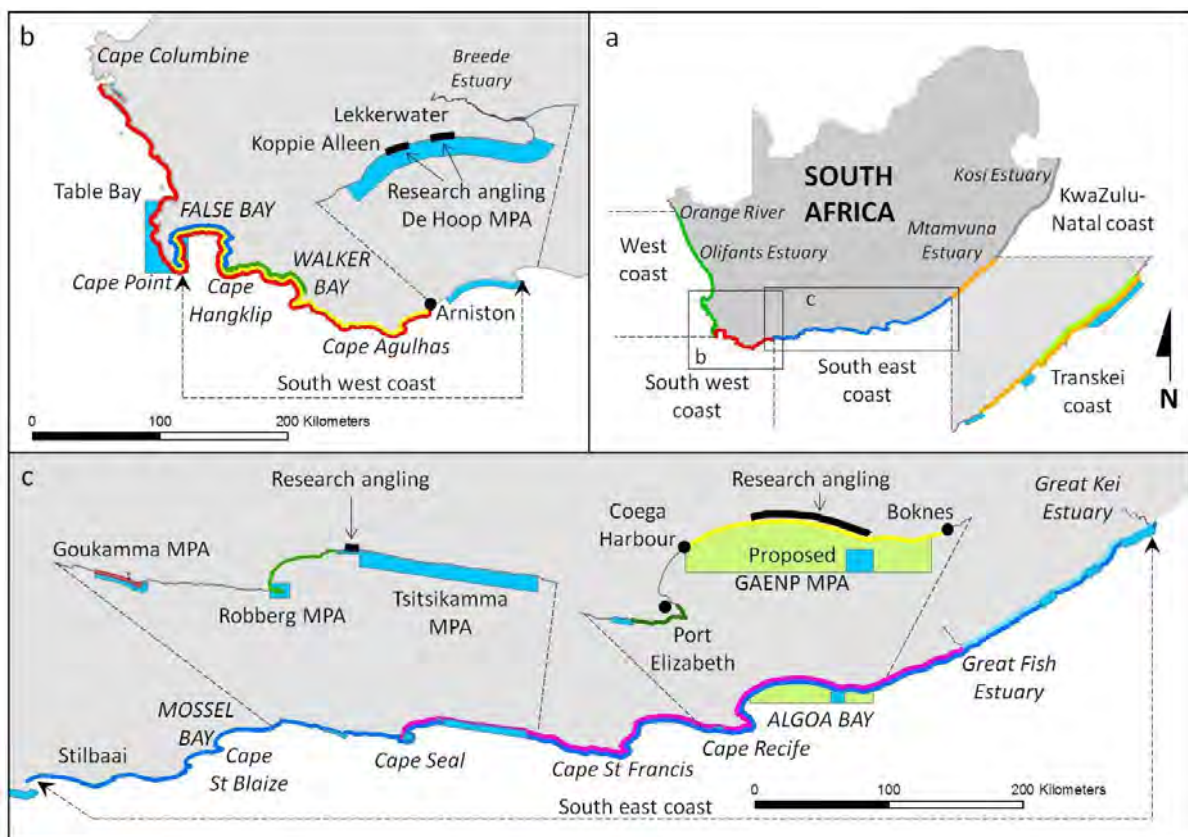 b
Cape Columbine
Breede
Estuary
Lekkerwater
Koppie Alleen
Table Bay
FALSE BAY
Research angling
De Hoop MPA
WALKER
BAY
Cape Point
Cape
Hangklip
Arniston
Cape Agulhas
South west coast
0 100 200 Kilometers
a
SOUTH
AFRICA
Kosi Estuary
Orange River
KwaZulu-
Natal coast
Mtamvuna
Estuary
West
coast
Olifants Estuary
c
b
South west
coast
South east
coast
Transkei
coast
N
c
Research angling
Research angling
Great Kei
Estuary
Coega
Harbour
Boknes
Goukamma MPA
Proposed
GAENP MPA
Robberg MPA
Tsitsikamma
MPA
Port
Elizabeth
Great Fish
Estuary
MOSSEL
BAY
ALGOA BAY
Stilbaai
Cape
St Blaize
Cape Seal
Cape Recife
Cape St Francis
South east coast
0 100 200 Kilometers